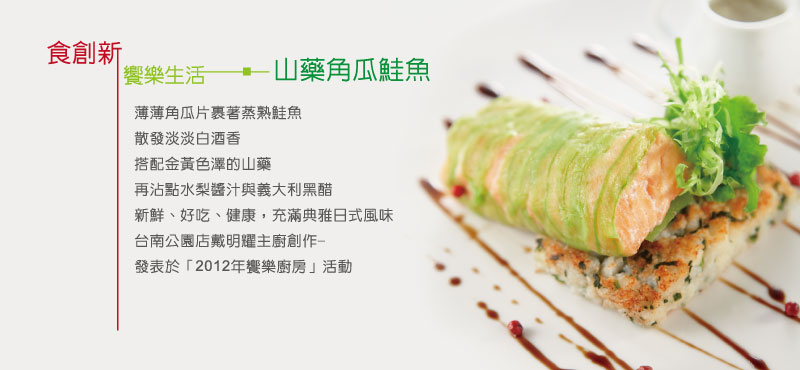 食創新
饗樂生活
山藥角瓜鮭魚
薄薄角瓜片裹著蒸熟鮭魚
散發淡淡白酒香
搭配金黃色澤的山藥
再沾點水梨醬汁與義大利黑醋
新鮮、好吃、健康，充滿典雅日式風味
台南公園店戴明耀主廚創作–
發表於「2012年饗樂廚房」活動